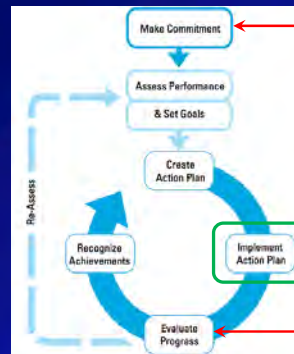 Make Commitment
Assess Performance
& Set Goals
Create
Action Plan
Re-Assess
Recognize
Achievements
Implement
Action Plan
Evaluate
Progress